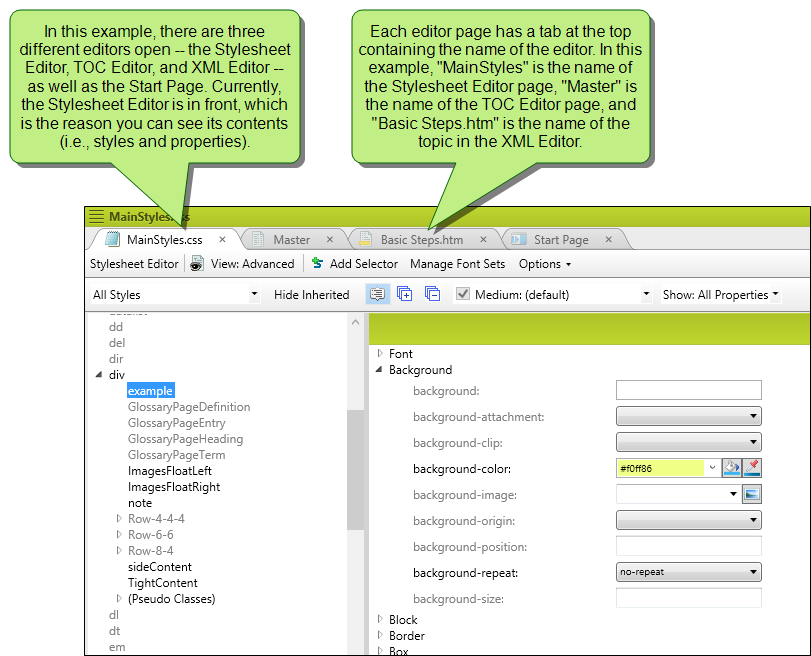 In this example, there are three
different editors open -- the Stylesheet
Editor, TOC Editor, and XML Editor --
as well as the Start Page. Currently,
the Stylesheet Editor is in front, which
is the reason you can see its contents
(i.e., styles and properties).
Each editor page has a tab at the top
containing the name of the editor. In this
example, "MainStyles" is the name of
the Stylesheet Editor page, "Master" is
the name of the TOC Editor page, and
"Basic Steps.htm" is the name of the
topic in the XML Editor.
MainStyles.css
MainStyles.css Master Basic Steps.htm Start Page
Stylesheet Editor View: Advanced Add Selector Manage Font Sets Options
All Styles Hide Inherited Medium: (default) Show: All Properties
dd
del
dir
div
example
GlossaryPageDefinition
GlossaryPageEntry
GlossaryPageHeading
GlossaryPageTerm
ImagesFloatLeft
ImagesFloatRight
note
Row-4-4-4
Row-6-6
Row-8-4
sideContent
TightContent
(Pseudo Classes)
dl
dt
em
Font
Background
background:
background-attachment:
background-clip:
background-color: #f0ff86
background-image:
background-origin:
background-position:
background-repeat: no-repeat
background-size:
Block
Border
Box